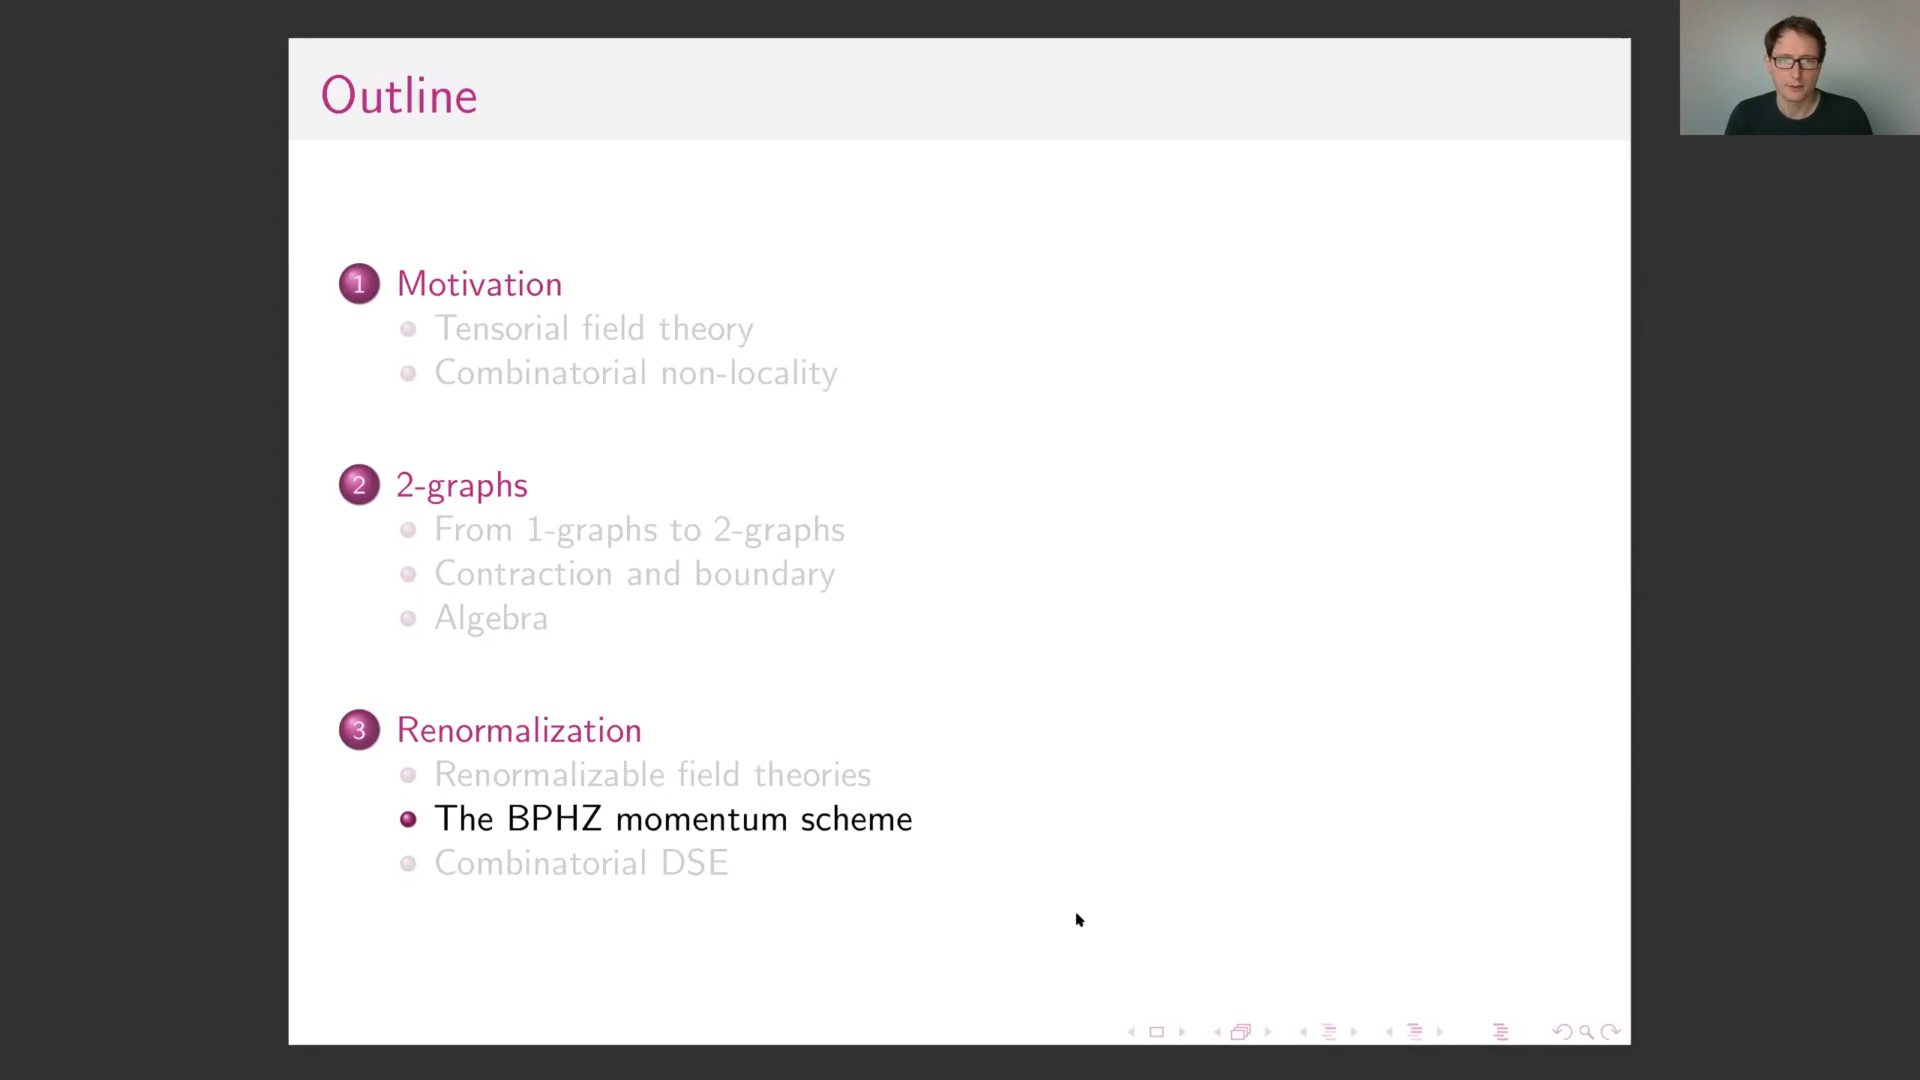 Outline
1 Motivation
Tensorial field theory
Combinatorial non-locality
2 2-graphs
From 1-graphs to 2-graphs
Contraction and boundary
Algebra
3 Renormalization
Renormalizable field theories
The BPHZ momentum scheme
Combinatorial DSE